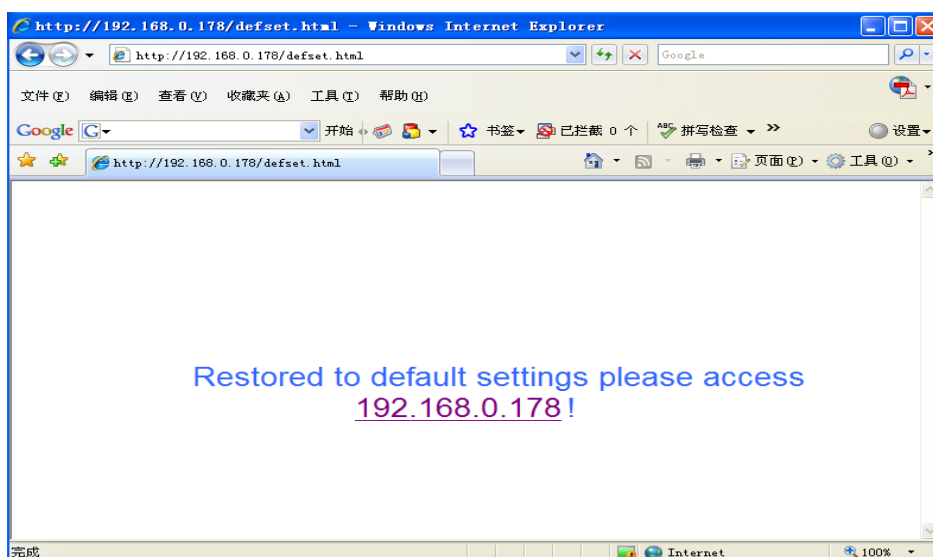 http://192.168.0.178/defset.html - Windows Internet Explorer
http://192.168.0.178/defset.html
Google
文件(F) 编辑(E) 查看(V) 收藏夹(A) 工具(T) 帮助(H)
Google G 开始 书签 已拦截 0 个 ABC 拼写检查 » 设置
http://192.168.0.178/defset.html 页面(P) 工具(O) »
Restored to default settings please access
192.168.0.178!
完成 Internet 100%